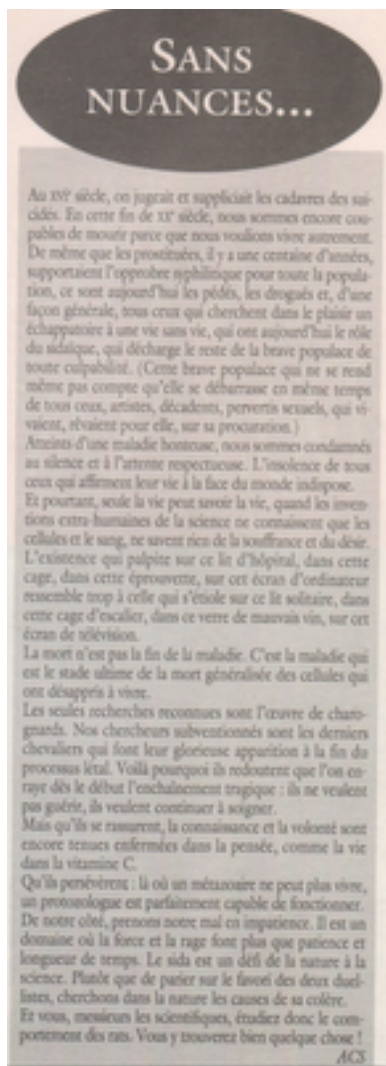 SANS
NUANCES...
Au XVIᵉ siècle, on jugeait et suppliciait les cadavres des sui-
cidés. En cette fin de XXᵉ siècle, nous sommes encore cou-
pables de mourir parce que nous voulions vivre autrement.
De même que les prostituées, il y a une centaine d'années,
supportaient l'opprobre syphilitique pour toute la popula-
tion, ce sont aujourd'hui les pédés, les drogués et, d'une
façon générale, tous ceux qui cherchent dans le plaisir un
échappatoire à une vie sans vie, qui ont aujourd'hui le rôle
du sidaïque, qui décharge le reste de la brave populace de
toute culpabilité. (Cette brave populace qui ne se rend
même pas compte qu'elle se débarrasse en même temps
de tous ceux, artistes, décadents, pervertis sexuels, qui vi-
vaient, rêvaient pour elle, sur sa procuration.)
Atteints d'une maladie honteuse, nous sommes condamnés
au silence et à l'attente respectueuse. L'insolence de tous
ceux qui affirment leur vie à la face du monde indispose.
Et pourtant, seule la vie peut savoir la vie, quand les inven-
tions extra-humaines de la science ne connaissent que les
cellules et le sang, ne savent rien de la souffrance et du désir.
L'existence qui palpite sur ce lit d'hôpital, dans cette
cage, dans cette éprouvette, sur cet écran d'ordinateur
ressemble trop à celle qui s'étiole sur ce lit solitaire, dans
cette cage d'escalier, dans ce verre de mauvais vin, sur cet
écran de télévision.
La mort n'est pas la fin de la maladie. C'est la maladie qui
est le stade ultime de la mort généralisée des cellules qui
ont désappris à vivre.
Les seules recherches reconnues sont l'œuvre de charo-
gnards. Nos chercheurs subventionnés sont les derniers
chevaliers qui font leur glorieuse apparition à la fin du
processus létal. Voilà pourquoi ils redoutent que l'on en-
raye dès le début l'enchaînement tragique : ils ne veulent
pas guérir, ils veulent continuer à soigner.
Mais qu'ils se rassurent, la connaissance et la volonté sont
encore tenues enfermées dans la pensée, comme la vie
dans la vitamine C.
Qu'ils persévèrent : là où un métazoaire ne peut plus vivre,
un protozologue est parfaitement capable de fonctionner.
De notre côté, prenons notre mal en impatience. Il est un
domaine où la force et la rage font plus que patience et
longueur de temps. Le sida est un défi de la nature à la
science. Plutôt que de parier sur le favori des deux duel-
listes, cherchons dans la nature les causes de sa colère.
Et vous, messieurs les scientifiques, étudiez donc le com-
portement des rats. Vous y trouverez bien quelque chose !
ACS